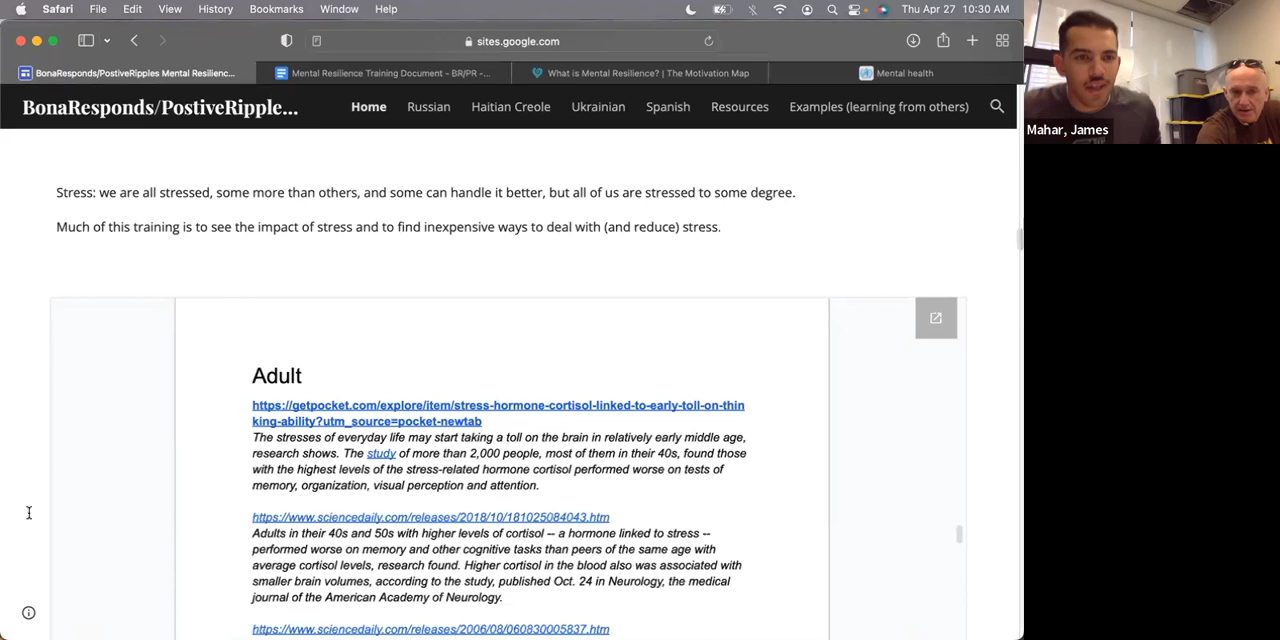 Safari File Edit View History Bookmarks Window Help Thu Apr 27 10:30 AM
sites.google.com
BonaResponds/PostiveRipples Mental Resilienc... Mental Resilience Training Document - BR/PR -... What is Mental Resilience? | The Motivation Map Mental health
BonaResponds/PostiveRipple... Home Russian Haitian Creole Ukrainian Spanish Resources Examples (learning from others)
Mahar, James
Stress: we are all stressed, some more than others, and some can handle it better, but all of us are stressed to some degree.
Much of this training is to see the impact of stress and to find inexpensive ways to deal with (and reduce) stress.
Adult
https://getpocket.com/explore/item/stress-hormone-cortisol-linked-to-early-toll-on-thin
king-ability?utm_source=pocket-newtab
The stresses of everyday life may start taking a toll on the brain in relatively early middle age,
research shows. The study of more than 2,000 people, most of them in their 40s, found those
with the highest levels of the stress-related hormone cortisol performed worse on tests of
memory, organization, visual perception and attention.
https://www.sciencedaily.com/releases/2018/10/181025084043.htm
Adults in their 40s and 50s with higher levels of cortisol -- a hormone linked to stress --
performed worse on memory and other cognitive tasks than peers of the same age with
average cortisol levels, research found. Higher cortisol in the blood also was associated with
smaller brain volumes, according to the study, published Oct. 24 in Neurology, the medical
journal of the American Academy of Neurology.
https://www.sciencedaily.com/releases/2006/08/060830005837.htm